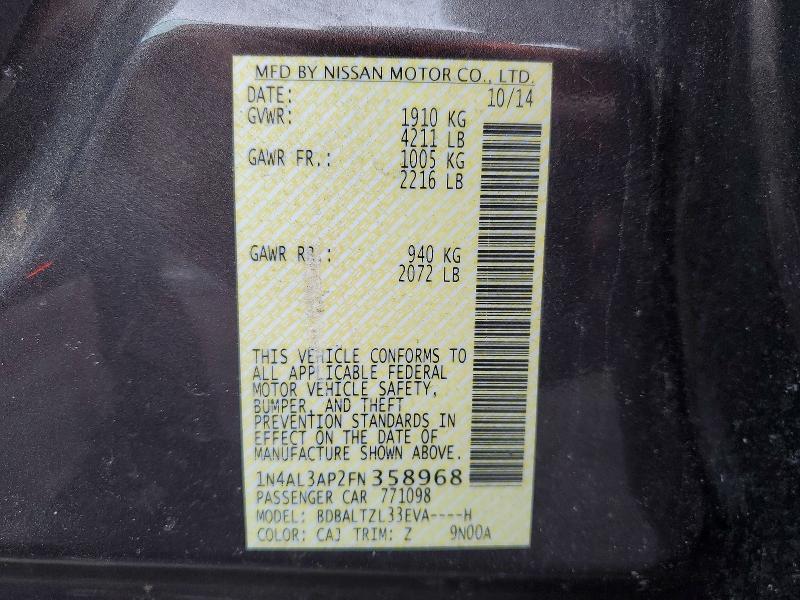 MFD BY NISSAN MOTOR CO., LTD.
DATE: 10/14
GVWR: 1910 KG
4211 LB
GAWR FR.: 1005 KG
2216 LB
GAWR RR.: 940 KG
2072 LB
THIS VEHICLE CONFORMS TO
ALL APPLICABLE FEDERAL
MOTOR VEHICLE SAFETY,
BUMPER, AND THEFT
PREVENTION STANDARDS IN
EFFECT ON THE DATE OF
MANUFACTURE SHOWN ABOVE.
1N4AL3AP2FN358968
PASSENGER CAR 771098
MODEL: BDBALTZL33EVA----H
COLOR: CAJ TRIM: Z 9N00A